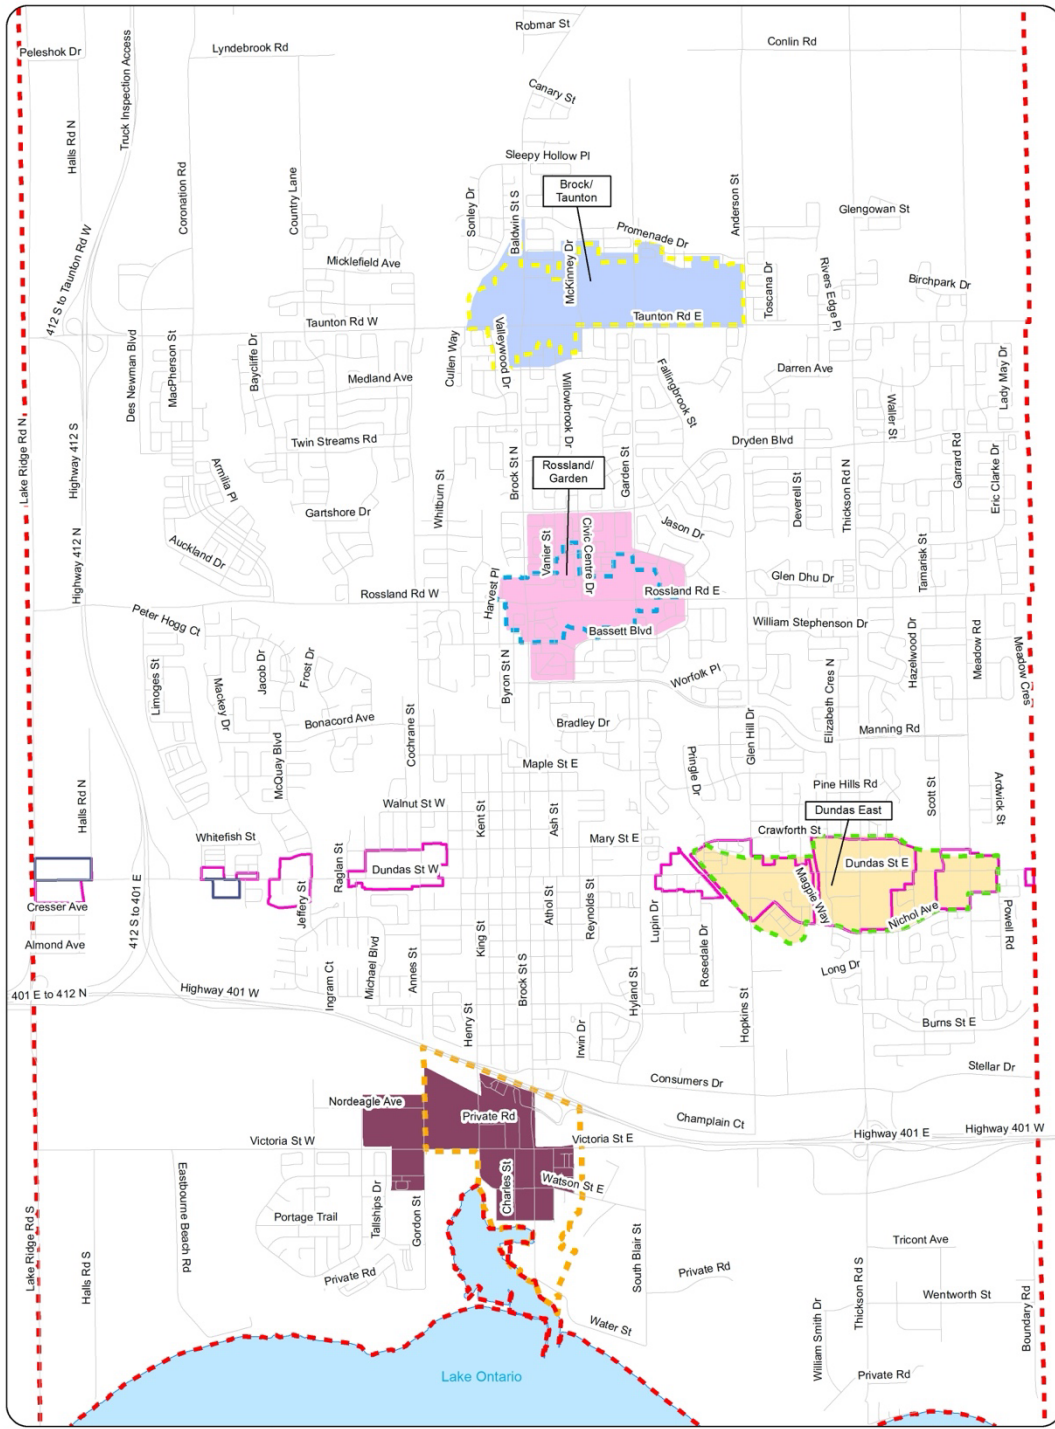 Robmar St
Conlin Rd
Peleshok Dr
Lyndebrook Rd
Truck Inspection Access
Canary St
Halls Rd N
Sleepy Hollow Pl
Coronation Rd
Country Lane
Sonley Dr
Baldwin St S
Brock/
Taunton
Anderson St
Glengowan St
Promenade Dr
412 S to Taunton Rd W
Micklefield Ave
McKinney Dr
Toscana Dr
Rivers Edge Pl
Birchpark Dr
Taunton Rd W
Taunton Rd E
Des Newman Blvd
MacPherson St
Baycliffe Dr
Cullen Way
Valleywood Dr
Medland Ave
Willowbrook Dr
Fallingbrook St
Darren Ave
Lady May Dr
Waller St
Lake Ridge Rd N
Highway 412 S
Twin Streams Rd
Dryden Blvd
Brock St N
Garden St
Garrard Rd
Eric Clarke Dr
Rossland/
Garden
Armilia Pl
Whitburn St
Deverell St
Thickson Rd N
Gartshore Dr
Jason Dr
Vanier St
Civic Centre Dr
Auckland Dr
Highway 412 N
Tamarisk St
Glen Dhu Dr
Harvest Pl
Rossland Rd W
Rossland Rd E
Peter Hogg Ct
Bassett Blvd
William Stephenson Dr
Hazelwood Dr
Meadow Rd
Meadow Cres
Limoges St
Jacob Dr
Frost Dr
Byron St N
Worfolk Pl
Mackey Dr
Elizabeth Cres N
Bonacord Ave
Cochrane St
Bradley Dr
Glen Hill Dr
Manning Rd
McQuay Blvd
Maple St E
Pringle Dr
Pine Hills Rd
Scott St
Ardwick St
Halls Rd N
Walnut St W
Kent St
Ash St
Dundas East
Whitefish St
Mary St E
Crawforth St
Raglan St
Dundas St W
Dundas St E
Cresser Ave
Jeffery St
Athol St
Reynolds St
Magpie Way
Nichol Ave
412 S to 401 E
Lupin Dr
Powell Rd
Almond Ave
King St
Rosedale Dr
Ingram Ct
Michael Blvd
Annes St
Brock St S
Hyland St
Long Dr
401 E to 412 N
Highway 401 W
Henry St
Irwin Dr
Hopkins St
Burns St E
Stellar Dr
Consumers Dr
Nordeagle Ave
Private Rd
Champlain Ct
Victoria St W
Victoria St E
Highway 401 E
Highway 401 W
Eastbourne Beach Rd
Charles St
Watson St E
Tallships Dr
Gordon St
Portage Trail
Lake Ridge Rd S
Halls Rd S
Private Rd
South Blair St
Private Rd
Tricont Ave
Thickson Rd S
Wentworth St
Boundary Rd
William Smith Dr
Water St
Lake Ontario
Private Rd